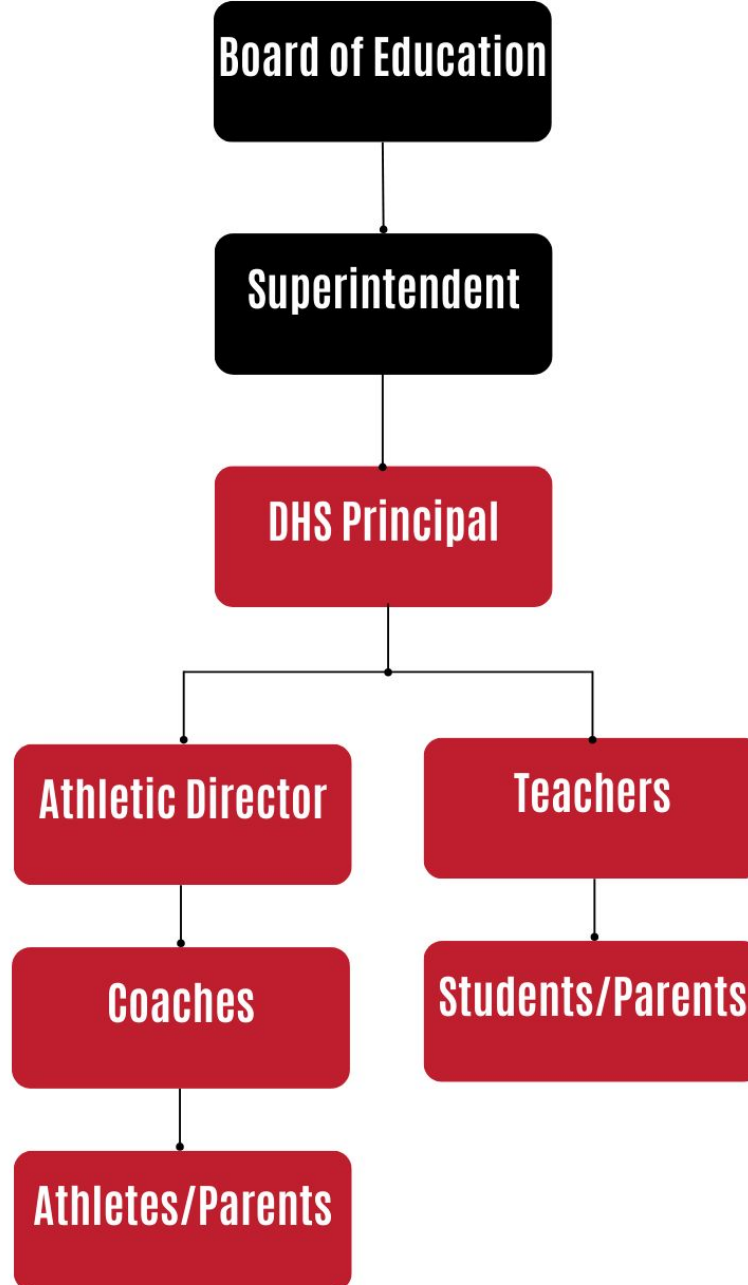 Board of Education
Superintendent
DHS Principal
Athletic Director
Teachers
Coaches
Students/Parents
Athletes/Parents